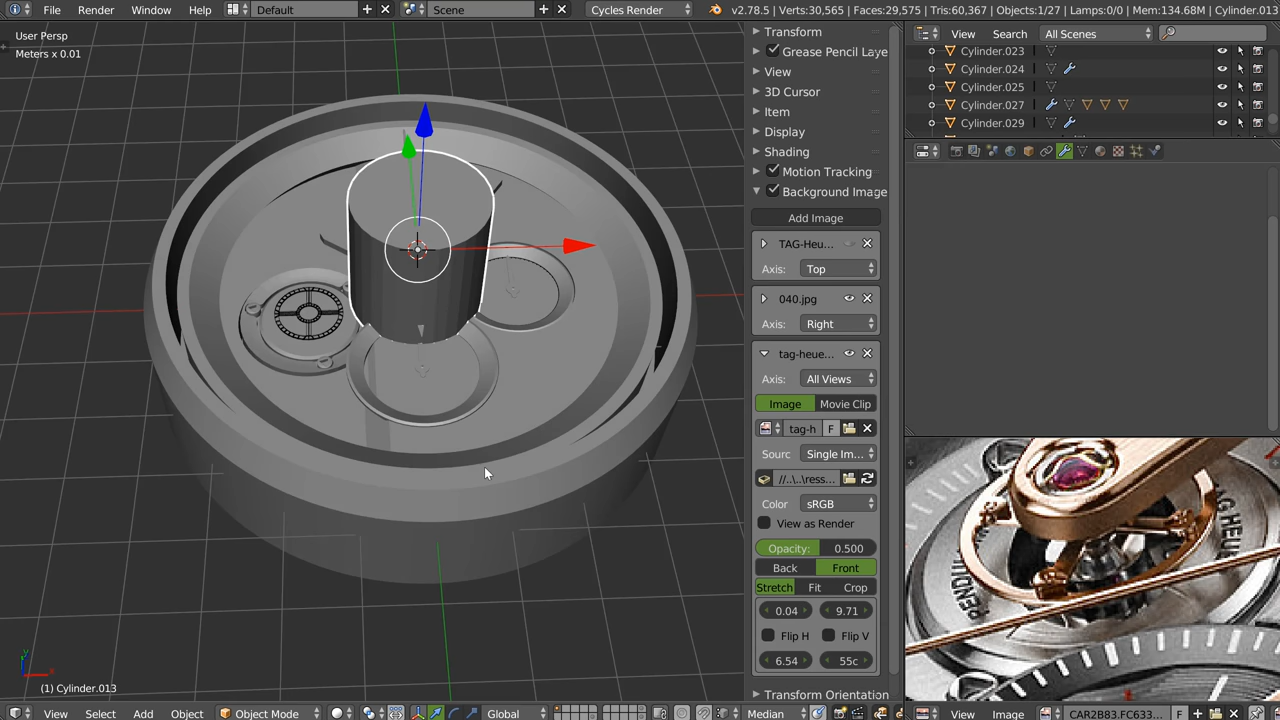 File Render Window Help Default Scene Cycles Render v2.78.5 | Verts:30,565 | Faces:29,575 | Tris:60,367 | Objects:1/27 | Lamps:0/0 | Mem:134.68M | Cylinder.013
User Persp
Meters x 0.01
Transform
Grease Pencil Laye
View
3D Cursor
Item
Display
Shading
Motion Tracking
Background Image
Add Image
TAG-Heu...
Axis: Top
040.jpg
Axis: Right
tag-heue...
Axis: All Views
Image Movie Clip
tag-h F
Sourc Single Im...
//..\..\ress...
Color sRGB
View as Render
Opacity: 0.500
Back Front
Stretch Fit Crop
0.04 9.71
Flip H Flip V
6.54 55c
Transform Orientation
View Search All Scenes
Cylinder.023
Cylinder.024
Cylinder.025
Cylinder.027
Cylinder.029
TAG HEU
(1) Cylinder.013
View Select Add Object Object Mode Global Median
View Image CAR2B83.FC633... F